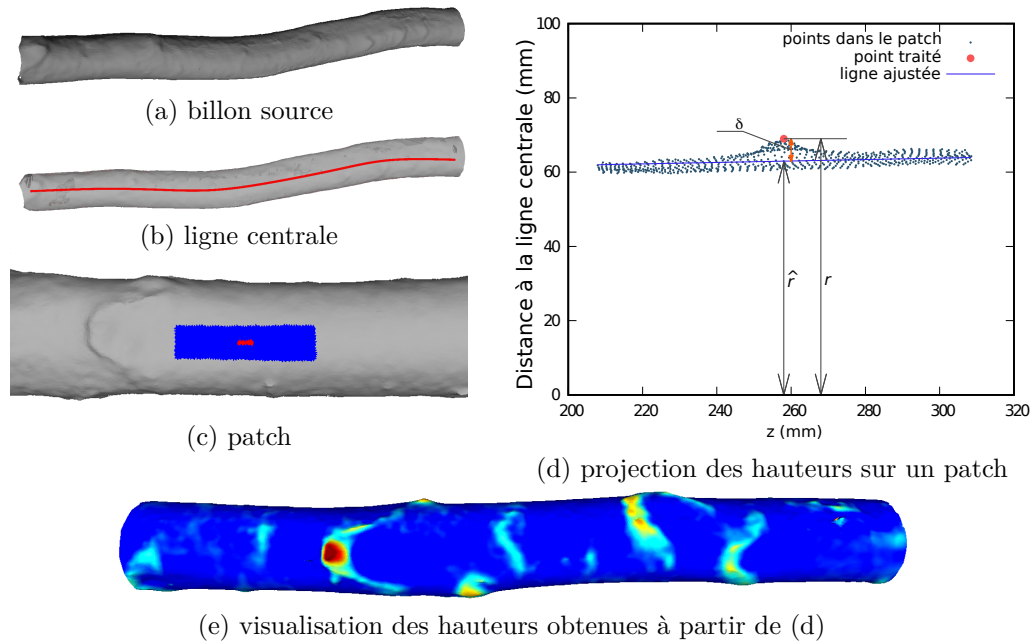 (a) billon source
(b) ligne centrale
(c) patch
100
80
60
40
20
0
200
220
240
260
280
300
320
Distance à la ligne centrale (mm)
z (mm)
points dans le patch
point traité
ligne ajustée
δ
r̂
r
(d) projection des hauteurs sur un patch
(e) visualisation des hauteurs obtenues à partir de (d)